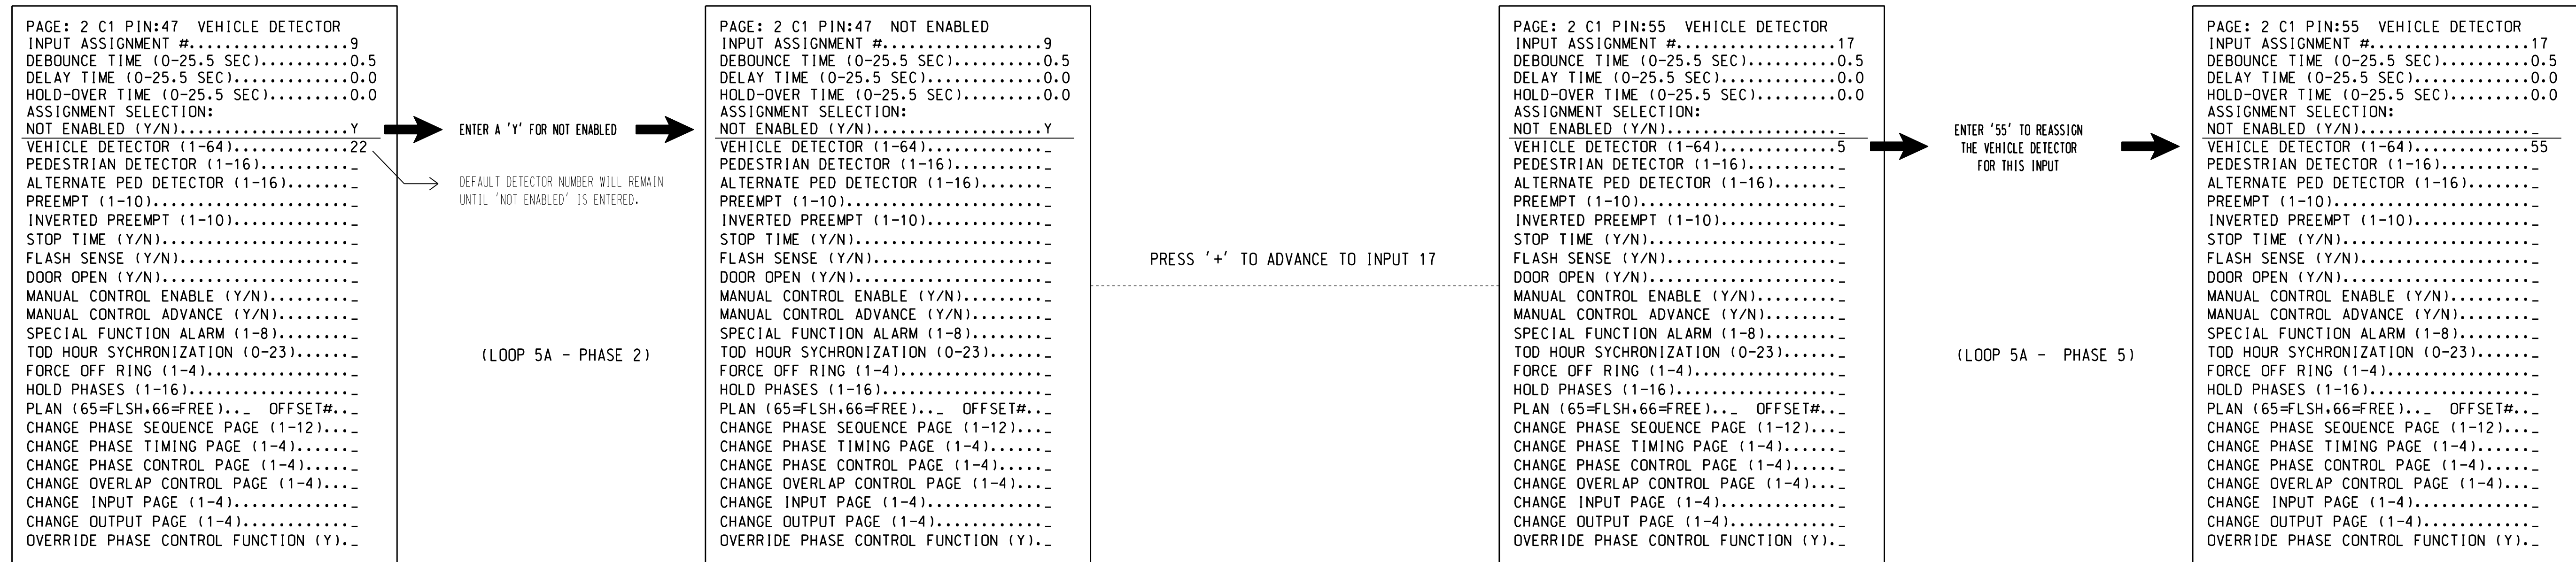 PAGE: 2 C1 PIN:47 VEHICLE DETECTOR
INPUT ASSIGNMENT #..................9
DEBOUNCE TIME (0-25.5 SEC)..........0.5
DELAY TIME (0-25.5 SEC).............0.0
HOLD-OVER TIME (0-25.5 SEC).........0.0
ASSIGNMENT SELECTION:
NOT ENABLED (Y/N)...................Y
VEHICLE DETECTOR (1-64).............22
PEDESTRIAN DETECTOR (1-16).........._
ALTERNATE PED DETECTOR (1-16)......._
PREEMPT (1-10)......................_
INVERTED PREEMPT (1-10)............._
STOP TIME (Y/N)....................._
FLASH SENSE (Y/N)..................._
DOOR OPEN (Y/N)....................._
MANUAL CONTROL ENABLE (Y/N)........._
MANUAL CONTROL ADVANCE (Y/N)........_
SPECIAL FUNCTION ALARM (1-8)........_
TOD HOUR SYCHRONIZATION (0-23)......_
FORCE OFF RING (1-4)................_
HOLD PHASES (1-16).................._
PLAN (65=FLSH,66=FREE).._ OFFSET#.._
CHANGE PHASE SEQUENCE PAGE (1-12)..._
CHANGE PHASE TIMING PAGE (1-4)......_
CHANGE PHASE CONTROL PAGE (1-4)....._
CHANGE OVERLAP CONTROL PAGE (1-4)..._
CHANGE INPUT PAGE (1-4)............._
CHANGE OUTPUT PAGE (1-4)............_
OVERRIDE PHASE CONTROL FUNCTION (Y)._
ENTER A 'Y' FOR NOT ENABLED
DEFAULT DETECTOR NUMBER WILL REMAIN
UNTIL 'NOT ENABLED' IS ENTERED.
(LOOP 5A - PHASE 2)
PAGE: 2 C1 PIN:47 NOT ENABLED
INPUT ASSIGNMENT #..................9
DEBOUNCE TIME (0-25.5 SEC)..........0.5
DELAY TIME (0-25.5 SEC).............0.0
HOLD-OVER TIME (0-25.5 SEC).........0.0
ASSIGNMENT SELECTION:
NOT ENABLED (Y/N)...................Y
VEHICLE DETECTOR (1-64)............._
PEDESTRIAN DETECTOR (1-16).........._
ALTERNATE PED DETECTOR (1-16)......._
PREEMPT (1-10)......................_
INVERTED PREEMPT (1-10)............._
STOP TIME (Y/N)....................._
FLASH SENSE (Y/N)..................._
DOOR OPEN (Y/N)....................._
MANUAL CONTROL ENABLE (Y/N)........._
MANUAL CONTROL ADVANCE (Y/N)........_
SPECIAL FUNCTION ALARM (1-8)........_
TOD HOUR SYCHRONIZATION (0-23)......_
FORCE OFF RING (1-4)................_
HOLD PHASES (1-16).................._
PLAN (65=FLSH,66=FREE).._ OFFSET#.._
CHANGE PHASE SEQUENCE PAGE (1-12)..._
CHANGE PHASE TIMING PAGE (1-4)......_
CHANGE PHASE CONTROL PAGE (1-4)....._
CHANGE OVERLAP CONTROL PAGE (1-4)..._
CHANGE INPUT PAGE (1-4)............._
CHANGE OUTPUT PAGE (1-4)............_
OVERRIDE PHASE CONTROL FUNCTION (Y)._
PRESS '+' TO ADVANCE TO INPUT 17
PAGE: 2 C1 PIN:55 VEHICLE DETECTOR
INPUT ASSIGNMENT #..................17
DEBOUNCE TIME (0-25.5 SEC)..........0.5
DELAY TIME (0-25.5 SEC).............0.0
HOLD-OVER TIME (0-25.5 SEC).........0.0
ASSIGNMENT SELECTION:
NOT ENABLED (Y/N)..................._
VEHICLE DETECTOR (1-64).............5
PEDESTRIAN DETECTOR (1-16).........._
ALTERNATE PED DETECTOR (1-16)......._
PREEMPT (1-10)......................_
INVERTED PREEMPT (1-10)............._
STOP TIME (Y/N)....................._
FLASH SENSE (Y/N)..................._
DOOR OPEN (Y/N)....................._
MANUAL CONTROL ENABLE (Y/N)........._
MANUAL CONTROL ADVANCE (Y/N)........_
SPECIAL FUNCTION ALARM (1-8)........_
TOD HOUR SYCHRONIZATION (0-23)......_
FORCE OFF RING (1-4)................_
HOLD PHASES (1-16).................._
PLAN (65=FLSH,66=FREE).._ OFFSET#.._
CHANGE PHASE SEQUENCE PAGE (1-12)..._
CHANGE PHASE TIMING PAGE (1-4)......_
CHANGE PHASE CONTROL PAGE (1-4)....._
CHANGE OVERLAP CONTROL PAGE (1-4)..._
CHANGE INPUT PAGE (1-4)............._
CHANGE OUTPUT PAGE (1-4)............_
OVERRIDE PHASE CONTROL FUNCTION (Y)._
ENTER '55' TO REASSIGN
THE VEHICLE DETECTOR
FOR THIS INPUT
(LOOP 5A - PHASE 5)
PAGE: 2 C1 PIN:55 VEHICLE DETECTOR
INPUT ASSIGNMENT #..................17
DEBOUNCE TIME (0-25.5 SEC)..........0.5
DELAY TIME (0-25.5 SEC).............0.0
HOLD-OVER TIME (0-25.5 SEC).........0.0
ASSIGNMENT SELECTION:
NOT ENABLED (Y/N)..................._
VEHICLE DETECTOR (1-64).............55
PEDESTRIAN DETECTOR (1-16).........._
ALTERNATE PED DETECTOR (1-16)......._
PREEMPT (1-10)......................_
INVERTED PREEMPT (1-10)............._
STOP TIME (Y/N)....................._
FLASH SENSE (Y/N)..................._
DOOR OPEN (Y/N)....................._
MANUAL CONTROL ENABLE (Y/N)........._
MANUAL CONTROL ADVANCE (Y/N)........_
SPECIAL FUNCTION ALARM (1-8)........_
TOD HOUR SYCHRONIZATION (0-23)......_
FORCE OFF RING (1-4)................_
HOLD PHASES (1-16).................._
PLAN (65=FLSH,66=FREE).._ OFFSET#.._
CHANGE PHASE SEQUENCE PAGE (1-12)..._
CHANGE PHASE TIMING PAGE (1-4)......_
CHANGE PHASE CONTROL PAGE (1-4)....._
CHANGE OVERLAP CONTROL PAGE (1-4)..._
CHANGE INPUT PAGE (1-4)............._
CHANGE OUTPUT PAGE (1-4)............_
OVERRIDE PHASE CONTROL FUNCTION (Y)._